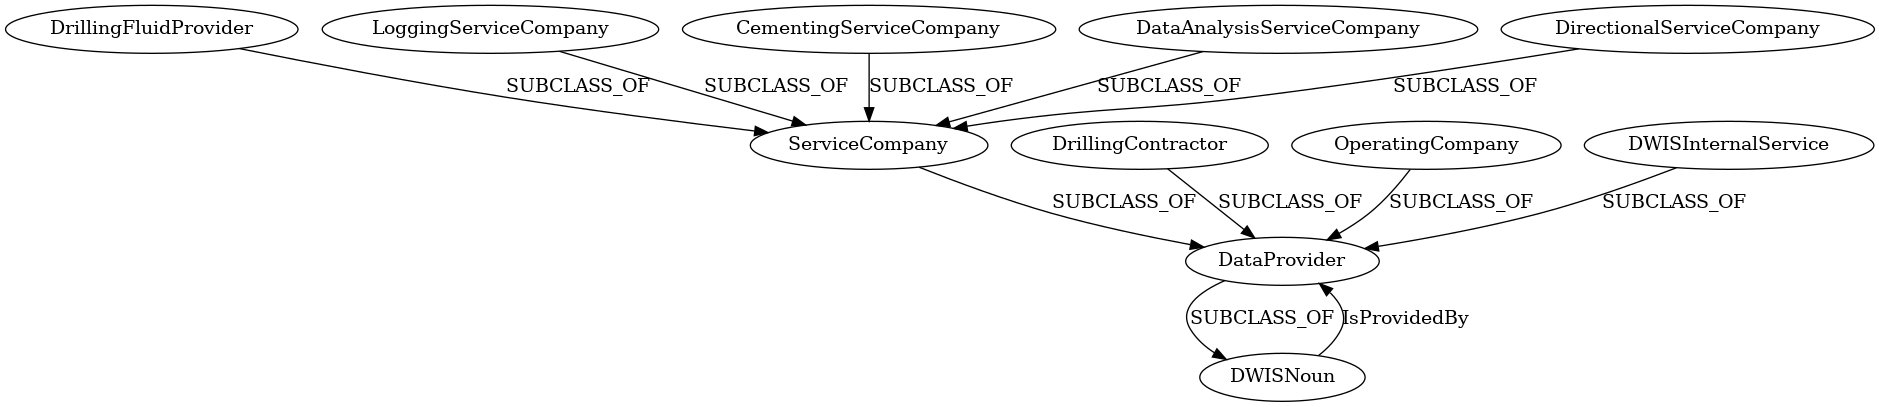 DrillingFluidProvider
LoggingServiceCompany
CementingServiceCompany
DataAnalysisServiceCompany
DirectionalServiceCompany
SUBCLASS_OF
SUBCLASS_OF
SUBCLASS_OF
SUBCLASS_OF
SUBCLASS_OF
ServiceCompany
DrillingContractor
OperatingCompany
DWISInternalService
SUBCLASS_OF
SUBCLASS_OF
SUBCLASS_OF
SUBCLASS_OF
DataProvider
SUBCLASS_OF
IsProvidedBy
DWISNoun